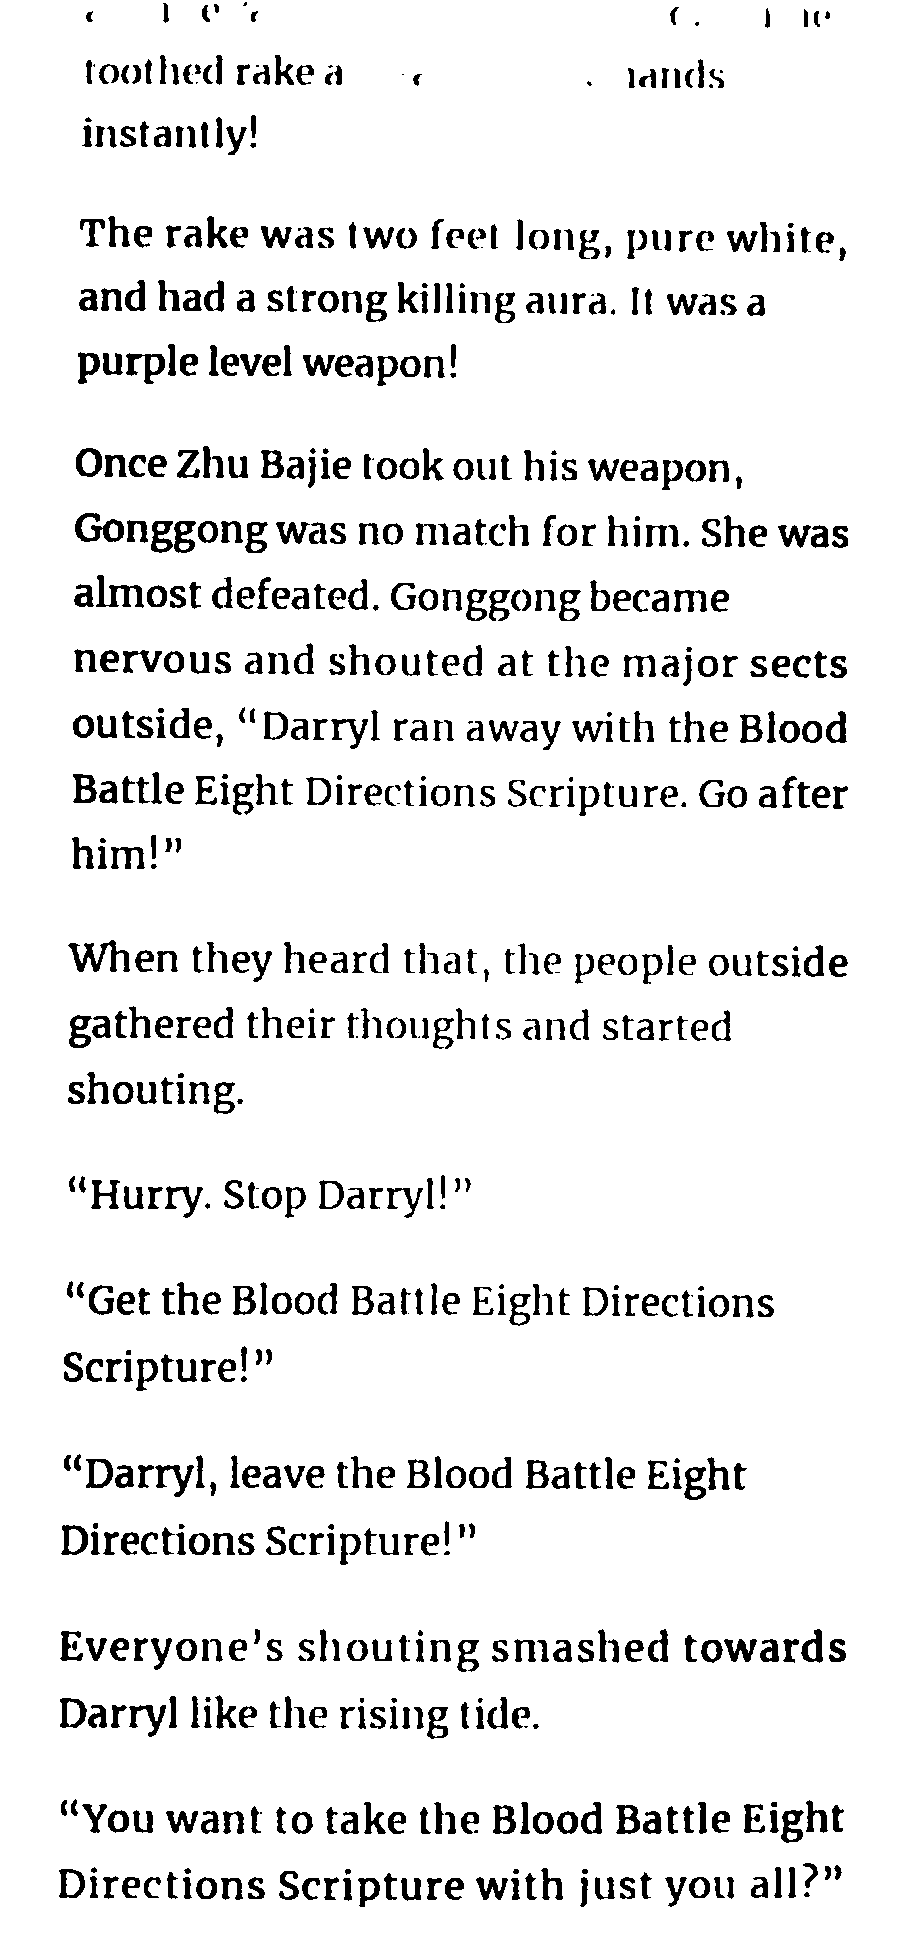 toothed rake a
instantly!
The rake was two feet long, pure white,
and had a strong killing aura. It was a
purple level weapon!
Once Zhu Bajie took out his weapon,
Gonggong was no match for him. She was
almost defeated. Gonggong became
nervous and shouted at the major sects
outside, “Darryl ran away with the Blood
Battle Eight Directions Scripture. Go after
him!”
When they heard that, the people outside
gathered their thoughts and started
shouting.
“Hurry. Stop Darryl!”
“Get the Blood Battle Eight Directions
Scripture!”
“Darryl, leave the Blood Battle Eight
Directions Scripture!”
Everyone’s shouting smashed towards
Darryl like the rising tide.
“You want to take the Blood Battle Eight
Directions Scripture with just you all?”